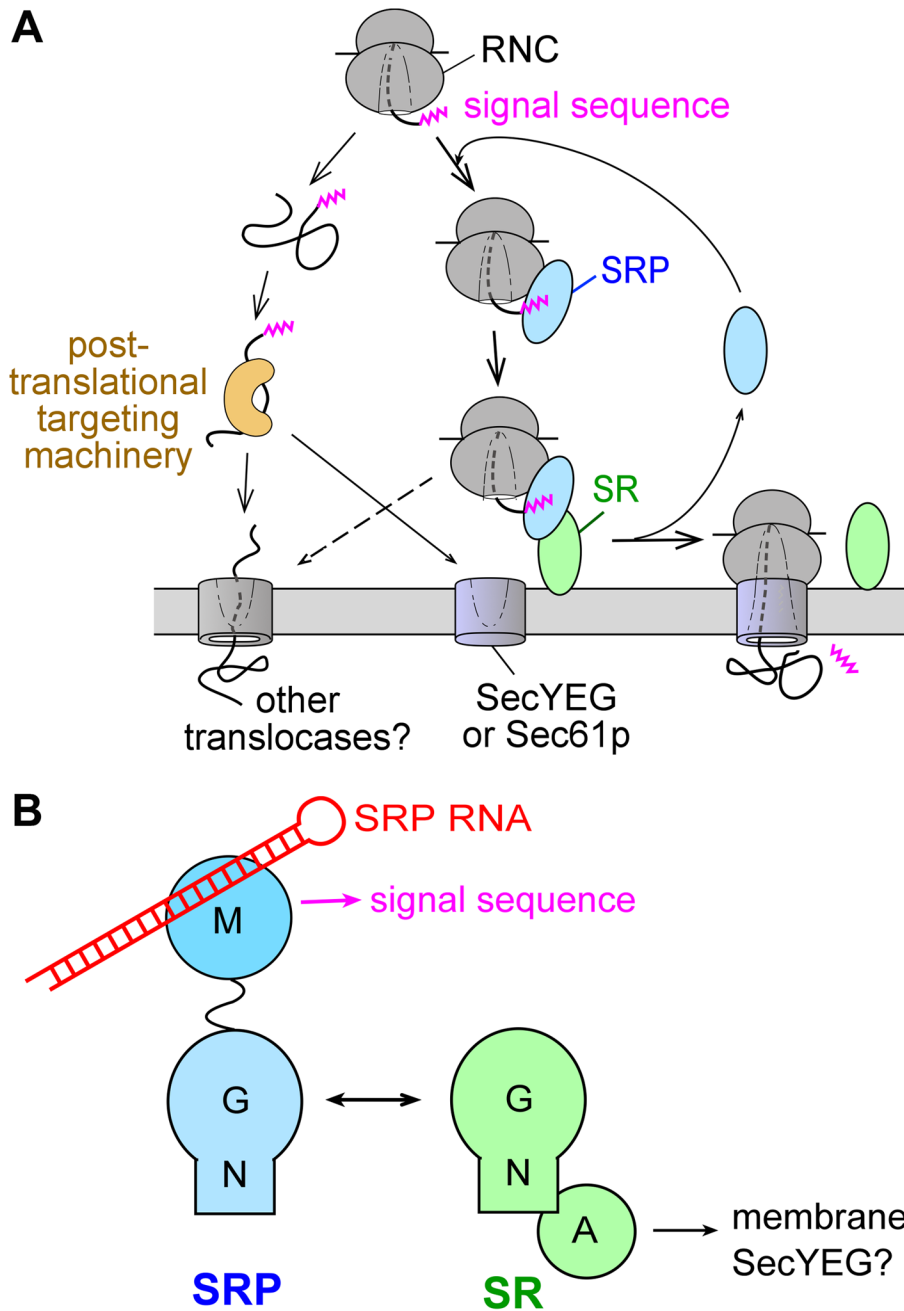 A
RNC
signal sequence
SRP
post-
translational
targeting
machinery
SR
other
translocases?
SecYEG
or Sec61p
B
SRP RNA
M
signal sequence
G
G
N
N
A
membrane
SecYEG?
SRP
SR